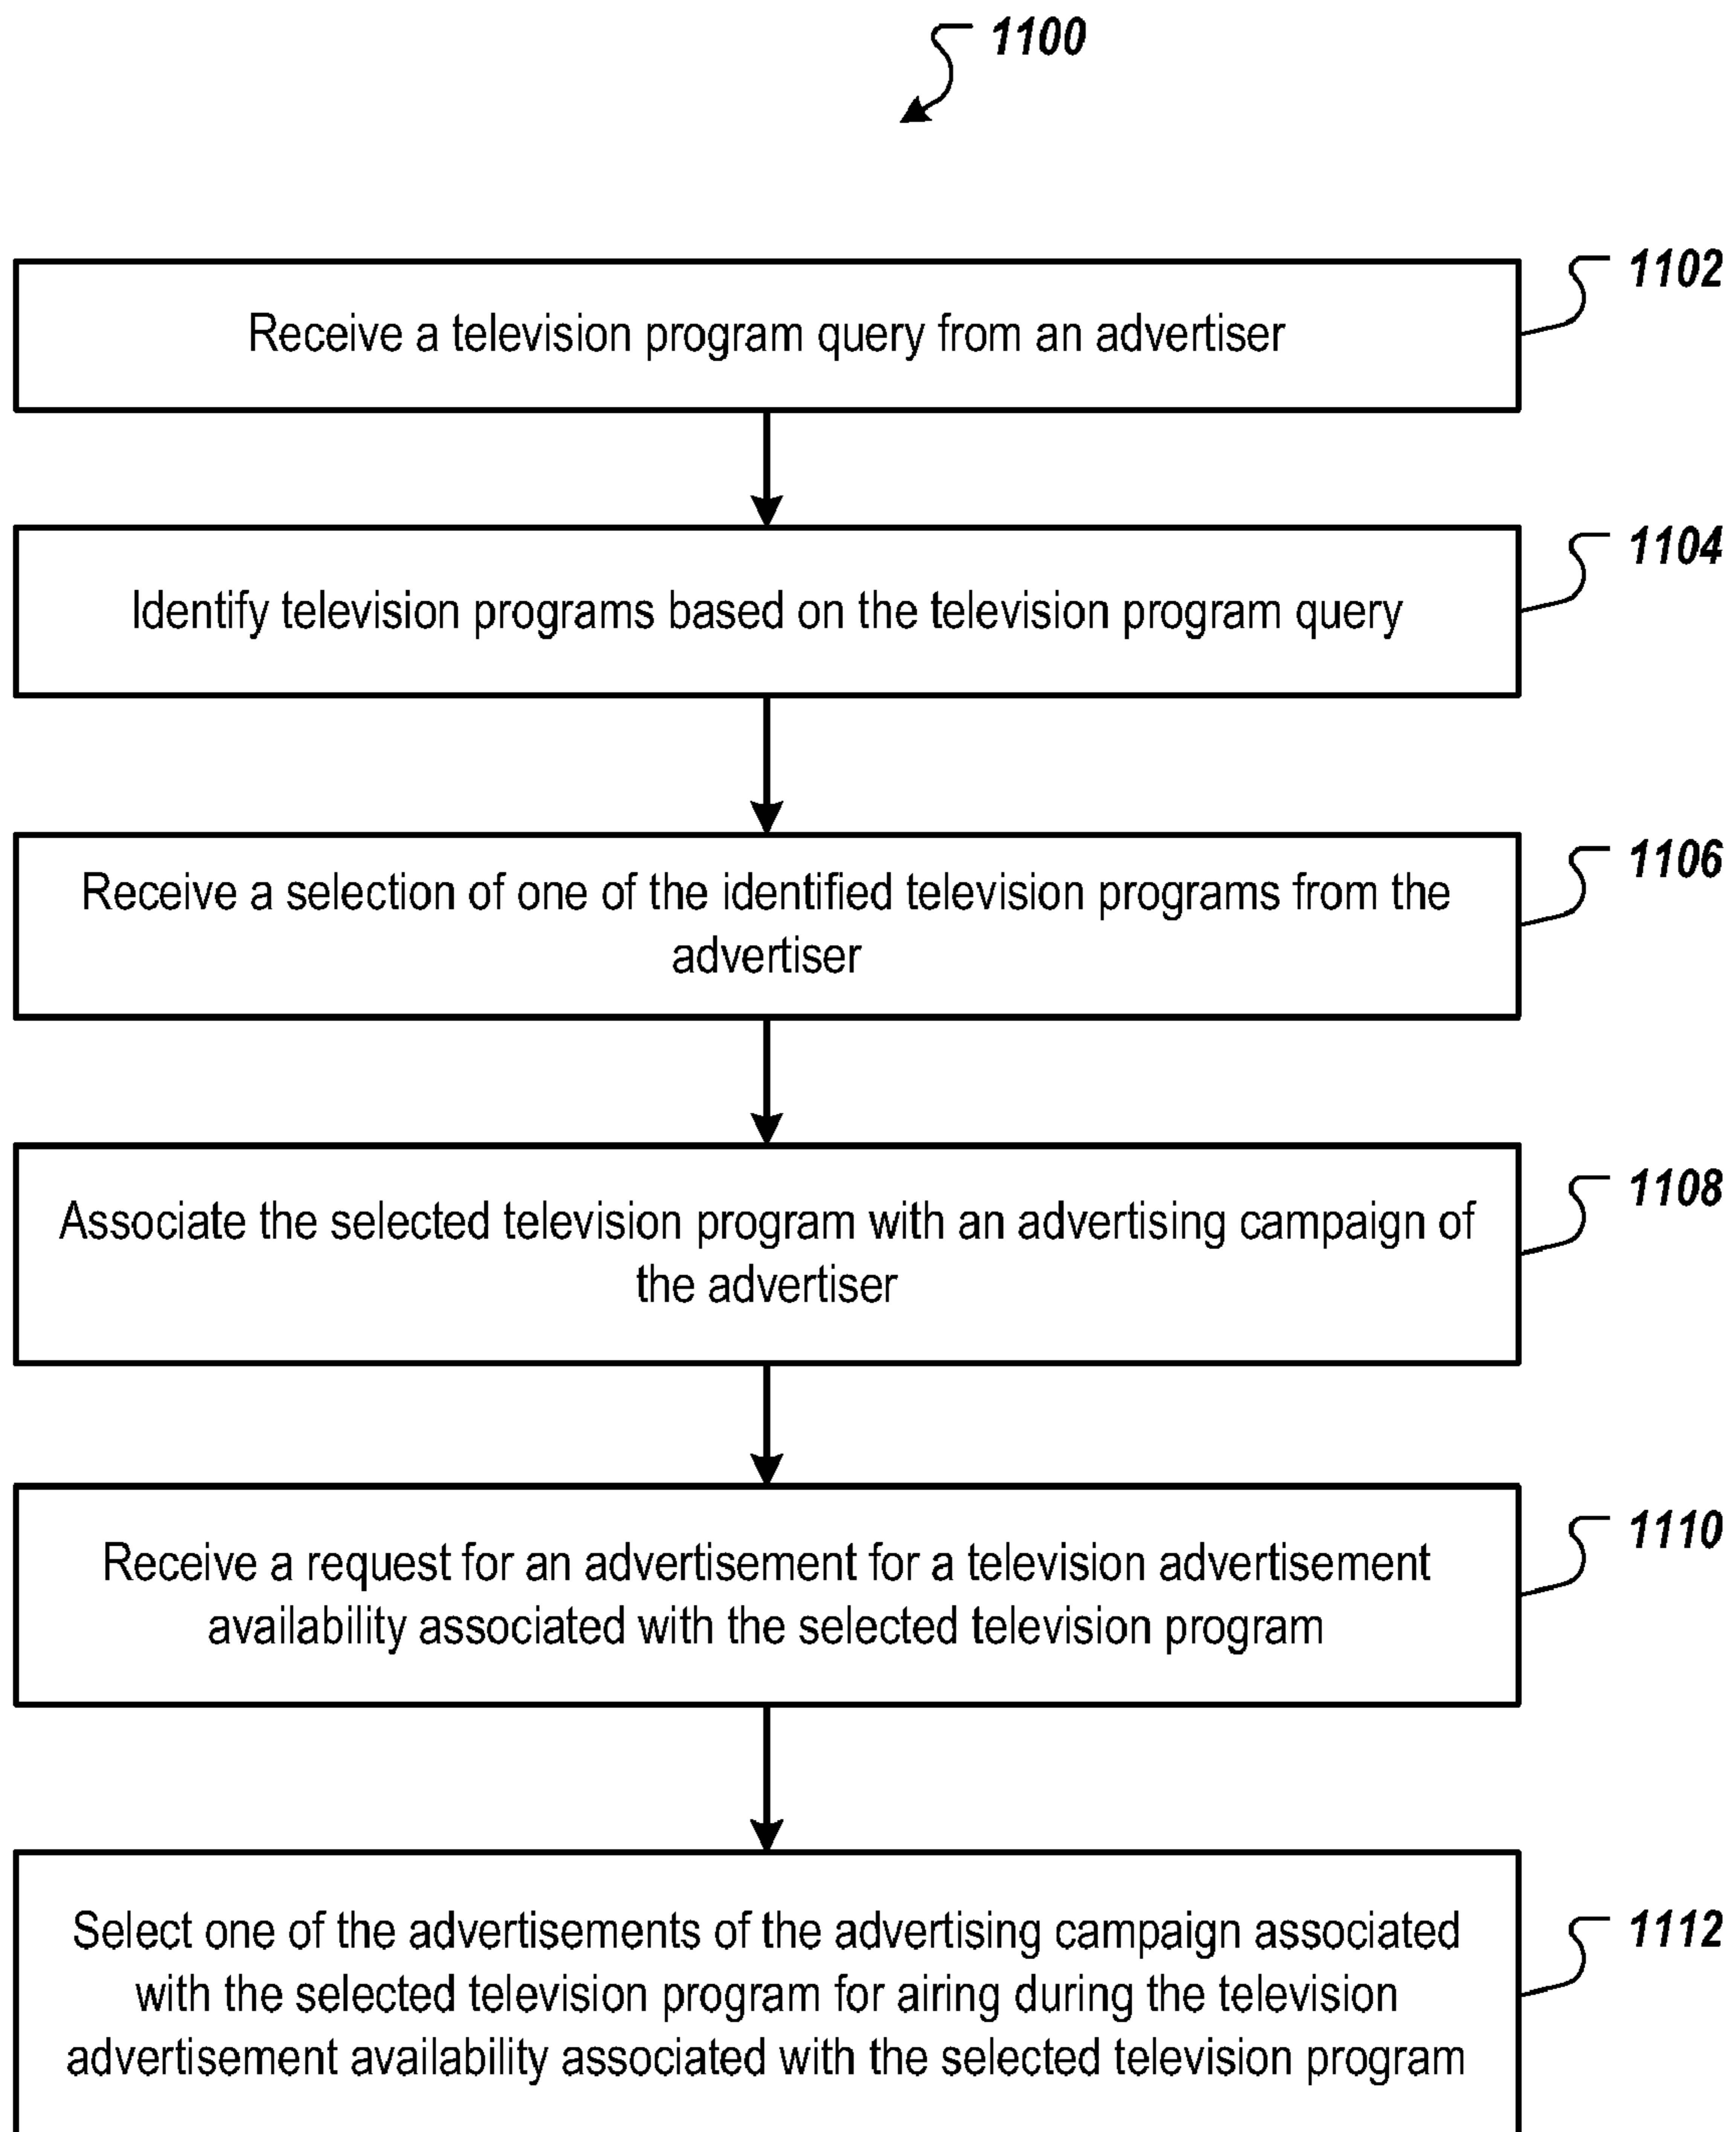 1100
1102
Receive a television program query from an advertiser
1104
Identify television programs based on the television program query
1106
Receive a selection of one of the identified television programs from the
advertiser
1108
Associate the selected television program with an advertising campaign of
the advertiser
1110
Receive a request for an advertisement for a television advertisement
availability associated with the selected television program
1112
Select one of the advertisements of the advertising campaign associated
with the selected television program for airing during the television
advertisement availability associated with the selected television program